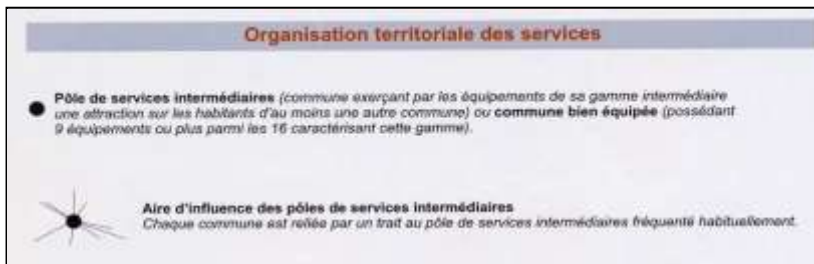 Organisation territoriale des services
Pôle de services intermédiaires (commune exerçant par les équipements de sa gamme intermédiaire
une attraction sur les habitants d'au moins une autre commune) ou commune bien équipée (possédant
9 équipements ou plus parmi les 16 caractérisant cette gamme).
Aire d'influence des pôles de services intermédiaires
Chaque commune est reliée par un trait au pôle de services intermédiaires fréquenté habituellement.